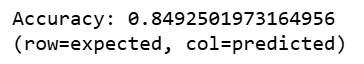 Accuracy: 0.8492501973164956
(row=expected, col=predicted)